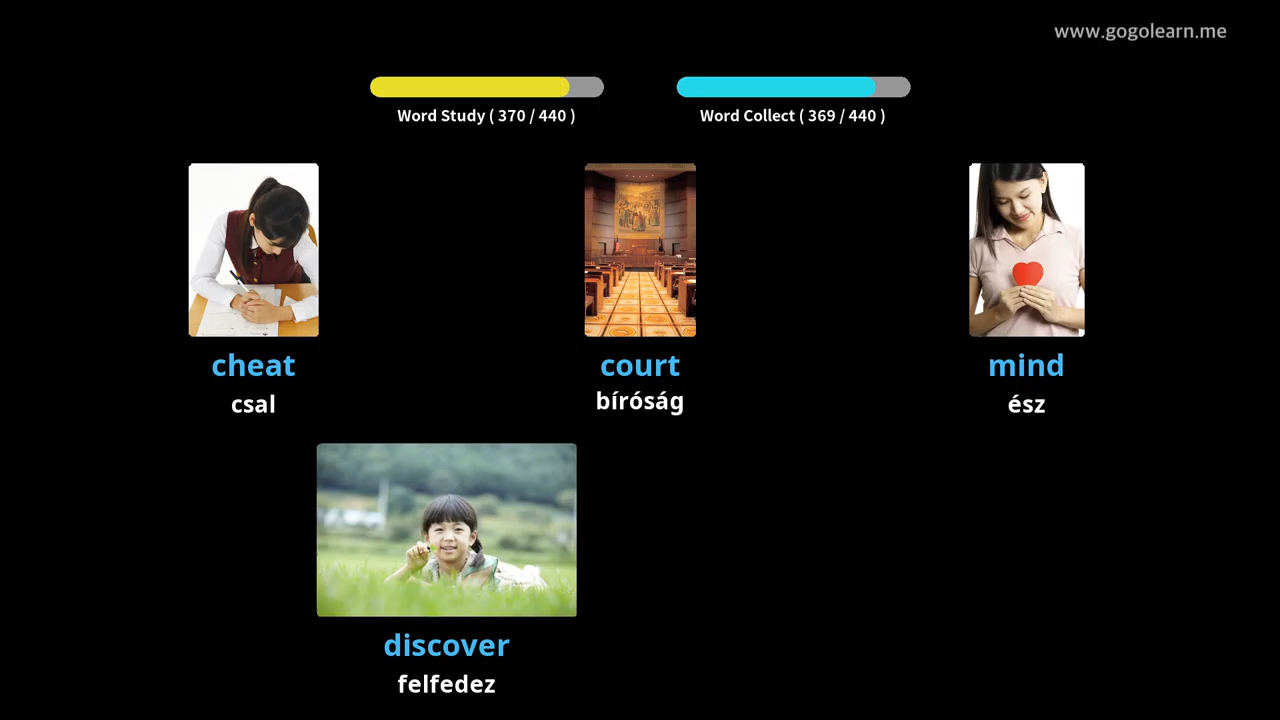 www.gogolearn.me
Word Study ( 370 / 440 )
Word Collect ( 369 / 440 )
cheat
csal
court
bíróság
mind
ész
discover
felfedez